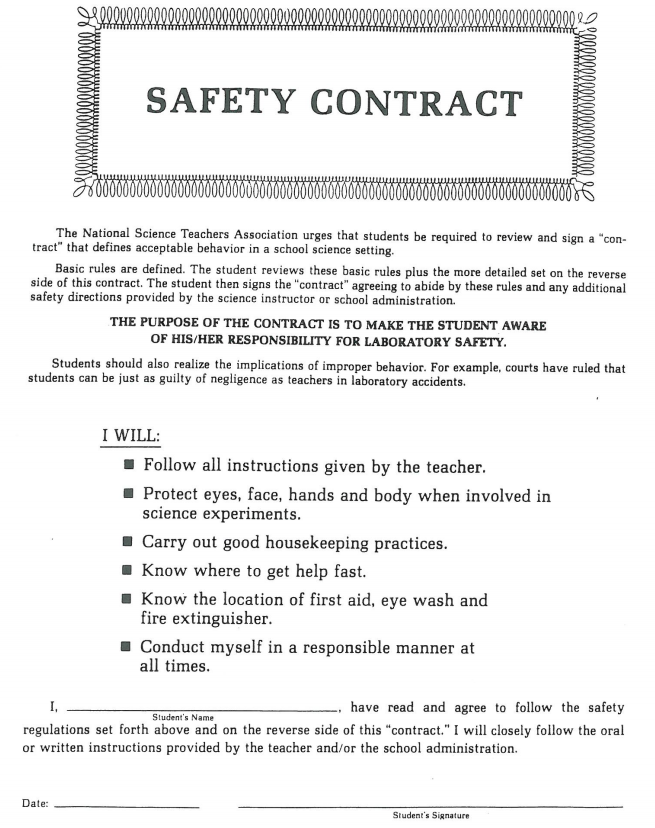 SAFETY CONTRACT
The National Science Teachers Association urges that students be required to review and sign a "con-
tract" that defines acceptable behavior in a school science setting.
Basic rules are defined. The student reviews these basic rules plus the more detailed set on the reverse
side of this contract. The student then signs the "contract" agreeing to abide by these rules and any additional
safety directions provided by the science instructor or school administration.
THE PURPOSE OF THE CONTRACT IS TO MAKE THE STUDENT AWARE
OF HIS/HER RESPONSIBILITY FOR LABORATORY SAFETY.
Students should also realize the implications of improper behavior. For example, courts have ruled that
students can be just as guilty of negligence as teachers in laboratory accidents.
I WILL:
■ Follow all instructions given by the teacher.
■ Protect eyes, face, hands and body when involved in
science experiments.
■ Carry out good housekeeping practices.
■ Know where to get help fast.
■ Know the location of first aid, eye wash and
fire extinguisher.
■ Conduct myself in a responsible manner at
all times.
I, ______________________, have read and agree to follow the safety
Student's Name
regulations set forth above and on the reverse side of this "contract." I will closely follow the oral
or written instructions provided by the teacher and/or the school administration.
Date: ______________ ______________________________
Student's Signature